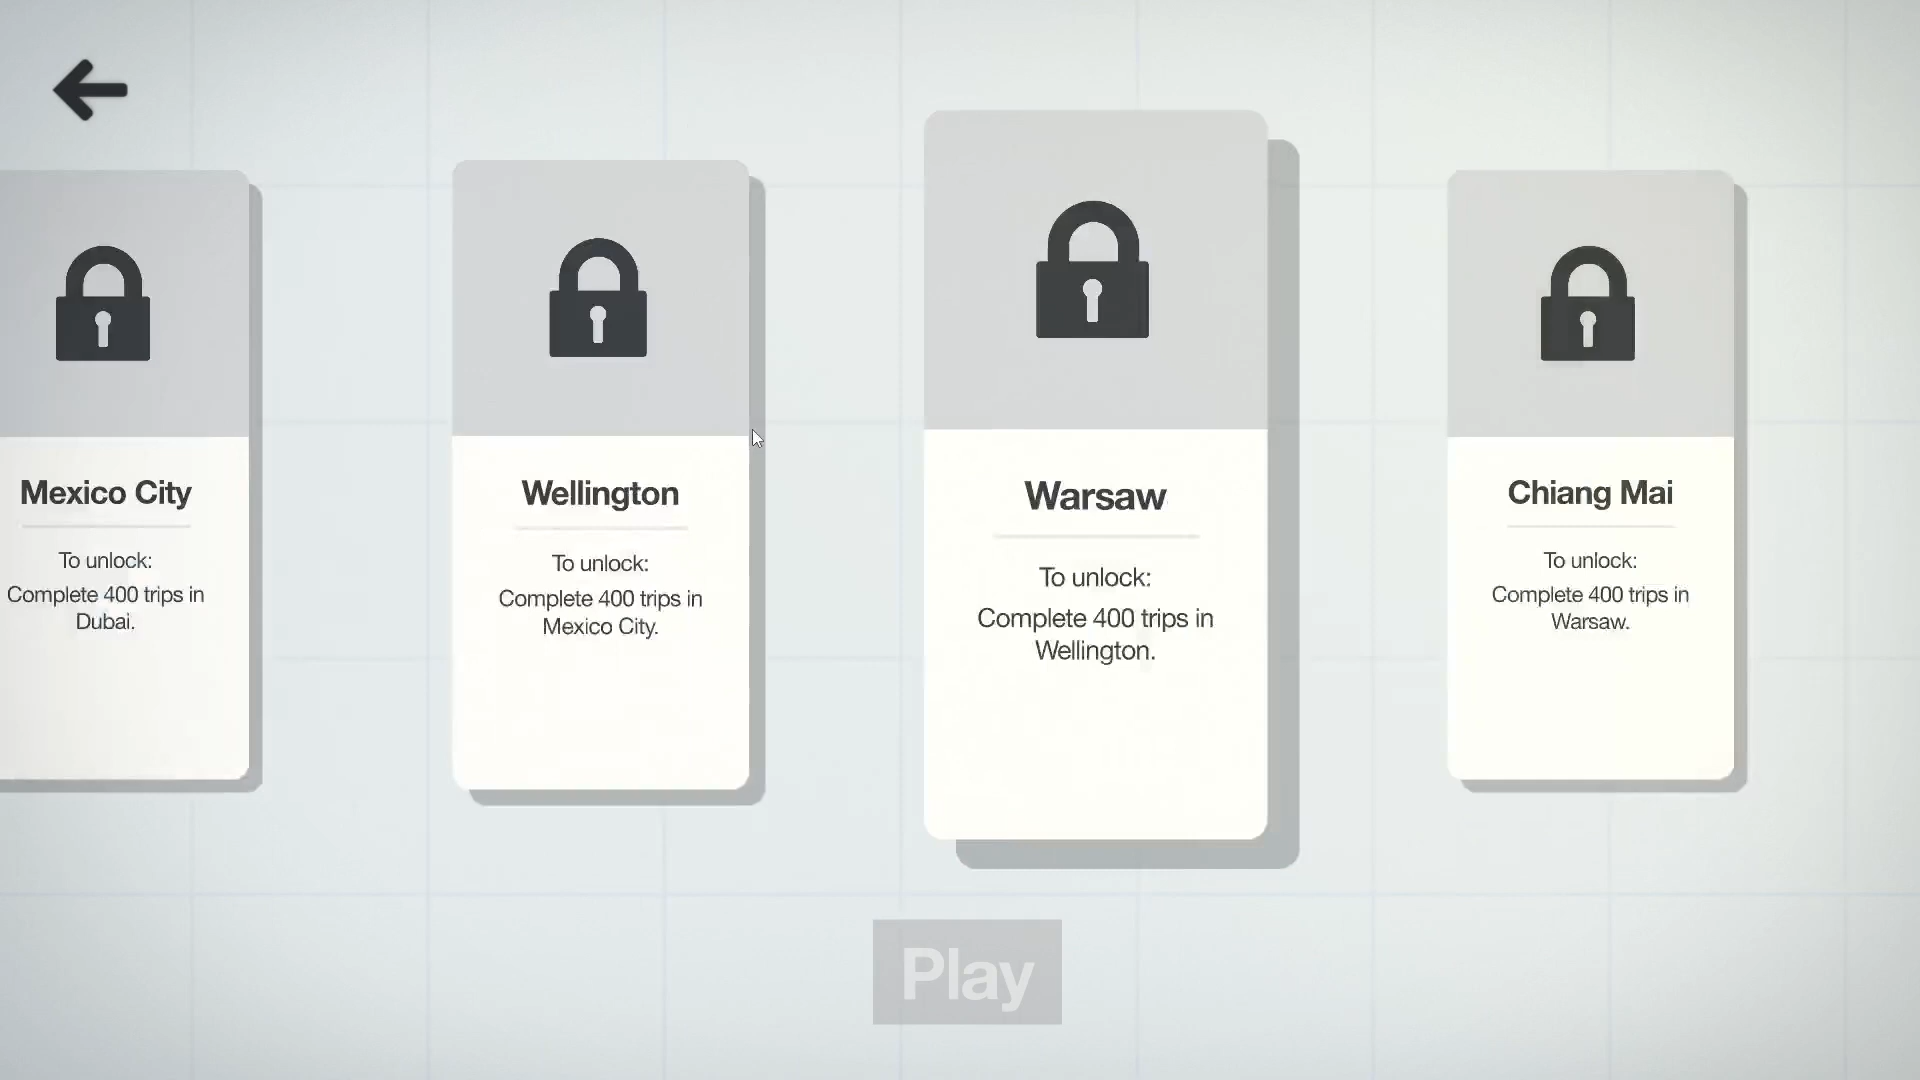 Mexico City
To unlock:
Complete 400 trips in
Dubai.
Wellington
To unlock:
Complete 400 trips in
Mexico City.
Warsaw
To unlock:
Complete 400 trips in
Wellington.
Chiang Mai
To unlock:
Complete 400 trips in
Warsaw.
Play